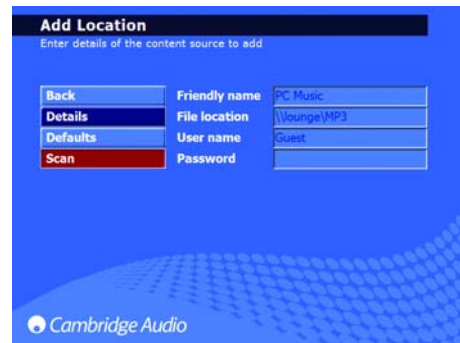 Add Location
Enter details of the content source to add
Back Friendly name PC Music
Details File location \\lounge\MP3
Defaults User name Guest
Scan Password
Cambridge Audio